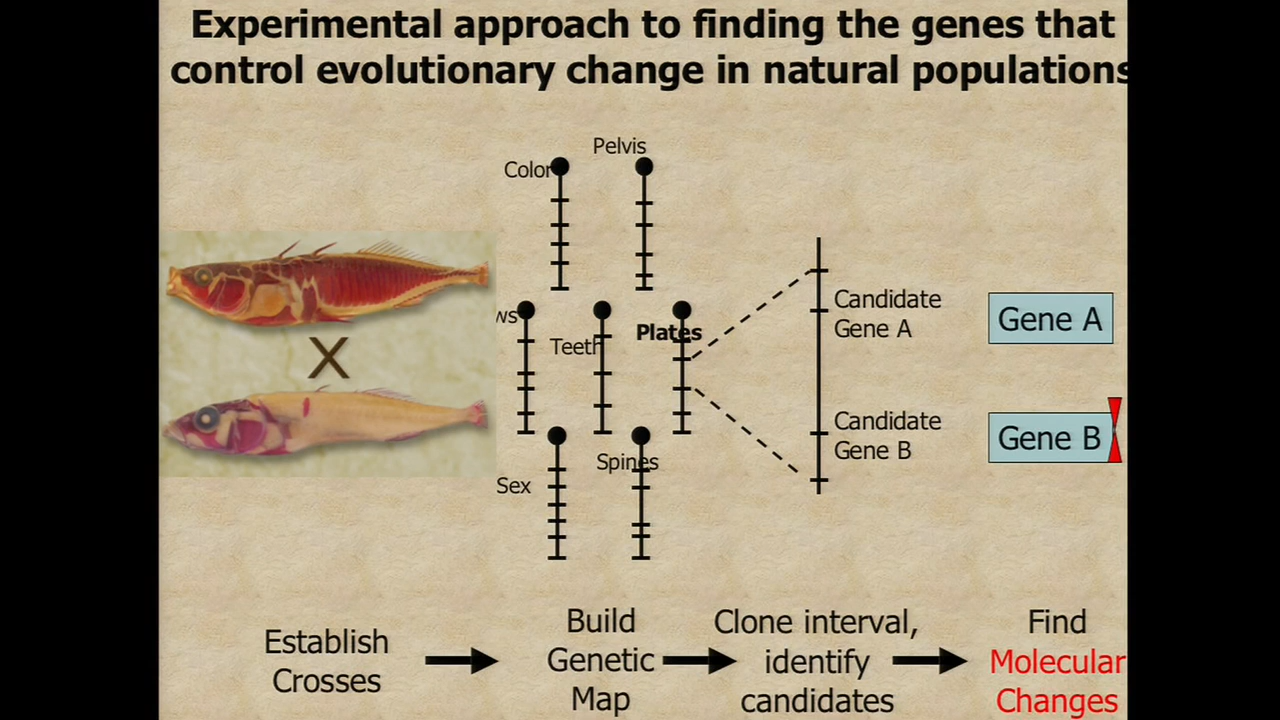 Experimental approach to finding the genes that
control evolutionary change in natural populations
Pelvis
Color
ws
Teeth
Plates
Sex
Spines
X
Candidate
Gene A
Candidate
Gene B
Gene A
Gene B
Establish
Crosses
Build
Genetic
Map
Clone interval,
identify
candidates
Find
Molecular
Changes